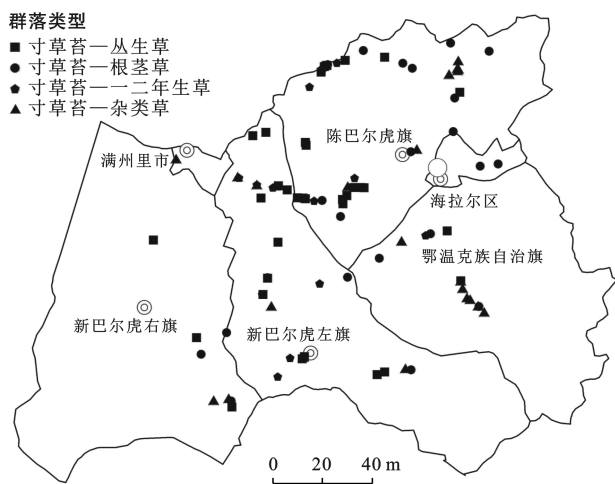 群落类型
寸草苔—丛生草
寸草苔—根茎草
寸草苔—一二年生草
寸草苔—杂类草
陈巴尔虎旗
满州里市
海拉尔区
鄂温克族自治旗
新巴尔虎右旗
新巴尔虎左旗
0 20 40 m